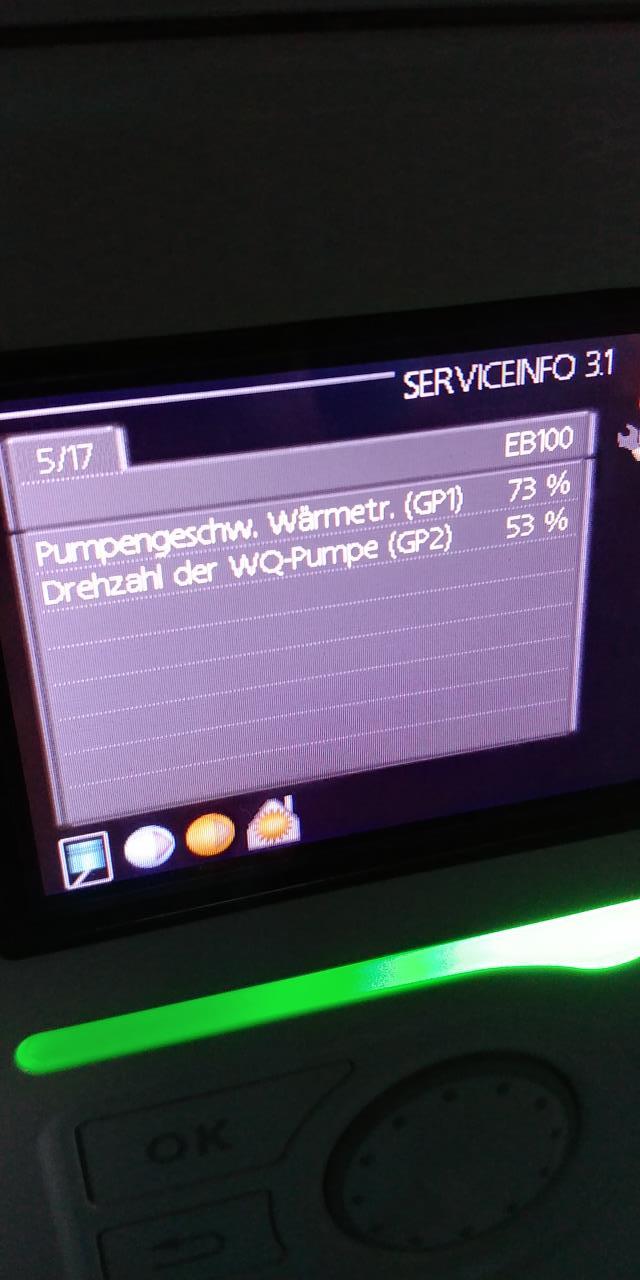 SERVICEINFO 3.1
5/17
EB100
Pumpengeschw. Wärmetr. (GP1) 73 %
Drehzahl der WQ-Pumpe (GP2) 53 %
OK